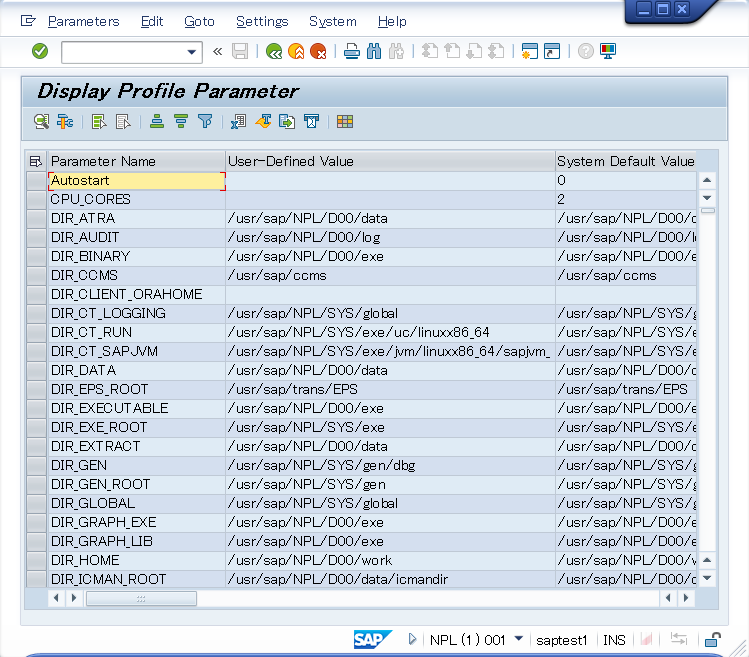 Parameters Edit Goto Settings System Help
«
Display Profile Parameter
Parameter Name User-Defined Value System Default Value
Autostart 0
CPU_CORES 2
DIR_ATRA /usr/sap/NPL/D00/data /usr/sap/NPL/D00/d
DIR_AUDIT /usr/sap/NPL/D00/log /usr/sap/NPL/D00/l
DIR_BINARY /usr/sap/NPL/D00/exe /usr/sap/NPL/D00/e
DIR_CCMS /usr/sap/ccms /usr/sap/ccms
DIR_CLIENT_ORAHOME
DIR_CT_LOGGING /usr/sap/NPL/SYS/global /usr/sap/NPL/SYS/g
DIR_CT_RUN /usr/sap/NPL/SYS/exe/uc/linuxx86_64 /usr/sap/NPL/SYS/e
DIR_CT_SAPJVM /usr/sap/NPL/SYS/exe/jvm/linuxx86_64/sapjvm_ /usr/sap/NPL/SYS/e
DIR_DATA /usr/sap/NPL/D00/data /usr/sap/NPL/D00/d
DIR_EPS_ROOT /usr/sap/trans/EPS /usr/sap/trans/EPS
DIR_EXECUTABLE /usr/sap/NPL/D00/exe /usr/sap/NPL/D00/e
DIR_EXE_ROOT /usr/sap/NPL/SYS/exe /usr/sap/NPL/SYS/e
DIR_EXTRACT /usr/sap/NPL/D00/data /usr/sap/NPL/D00/d
DIR_GEN /usr/sap/NPL/SYS/gen/dbg /usr/sap/NPL/SYS/g
DIR_GEN_ROOT /usr/sap/NPL/SYS/gen /usr/sap/NPL/SYS/g
DIR_GLOBAL /usr/sap/NPL/SYS/global /usr/sap/NPL/SYS/g
DIR_GRAPH_EXE /usr/sap/NPL/D00/exe /usr/sap/NPL/D00/e
DIR_GRAPH_LIB /usr/sap/NPL/D00/exe /usr/sap/NPL/D00/e
DIR_HOME /usr/sap/NPL/D00/work /usr/sap/NPL/D00/w
DIR_ICMAN_ROOT /usr/sap/NPL/D00/data/icmandir /usr/sap/NPL/D00/d
SAP NPL (1) 001 saptest1 INS